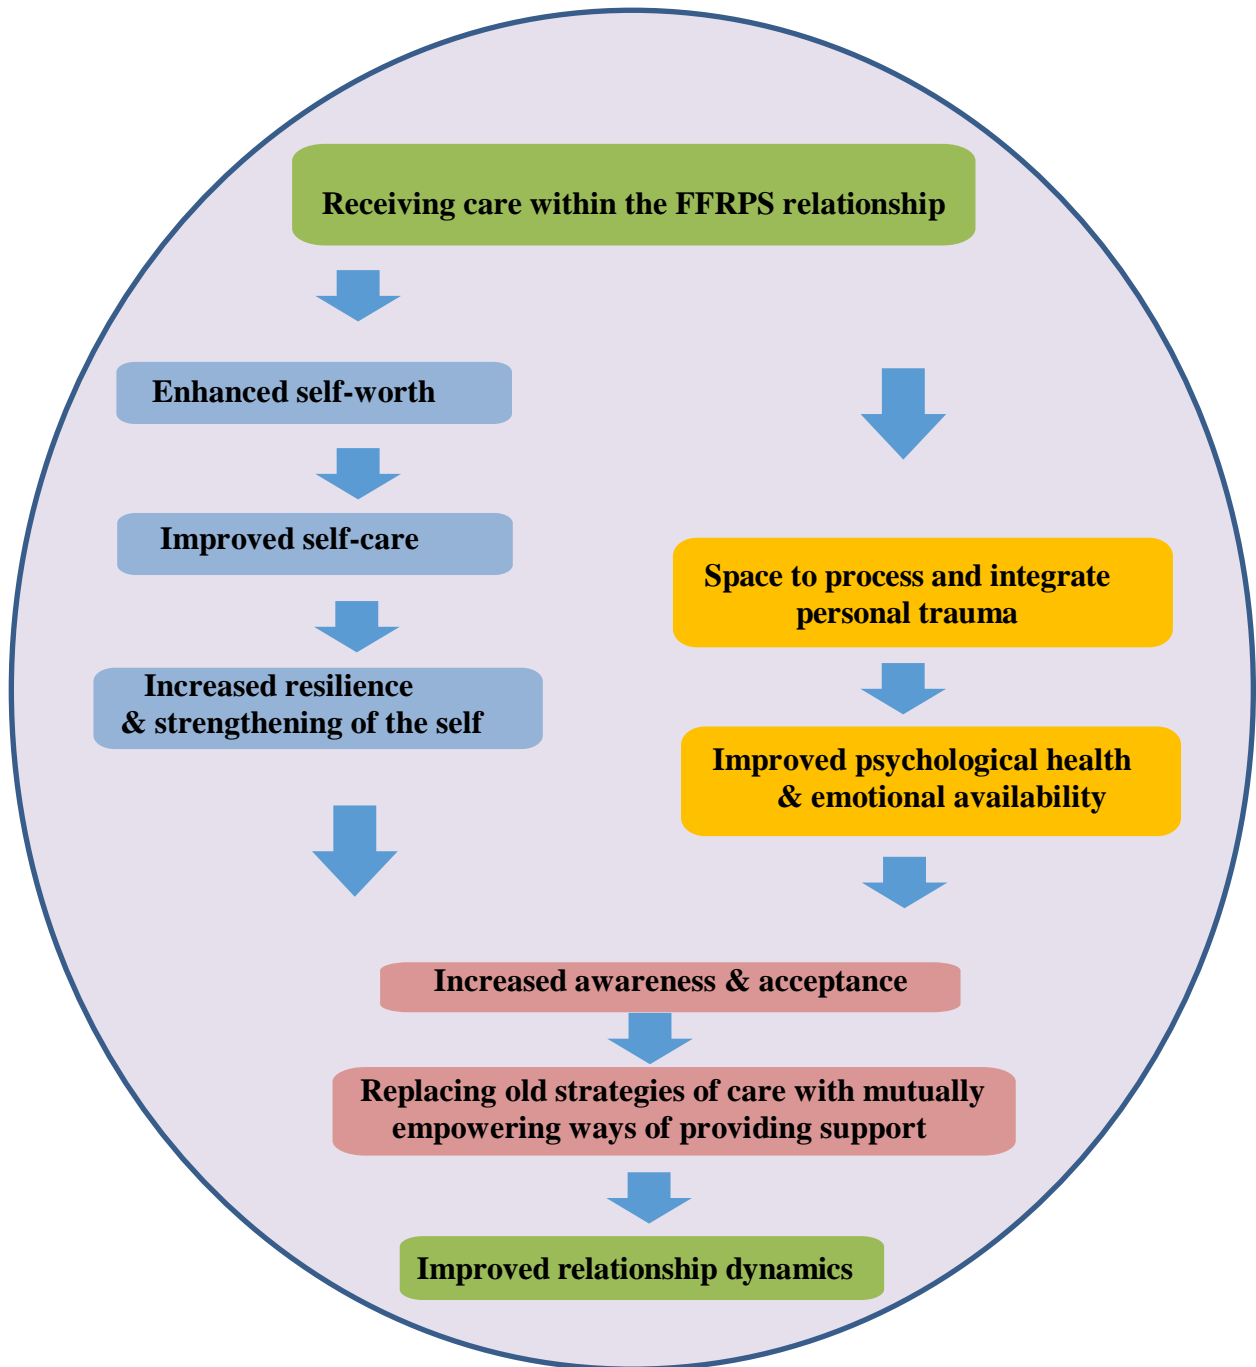 Receiving care within the FFRPS relationship
Enhanced self-worth
Improved self-care
Increased resilience
& strengthening of the self
Space to process and integrate
personal trauma
Improved psychological health
& emotional availability
Increased awareness & acceptance
Replacing old strategies of care with mutually
empowering ways of providing support
Improved relationship dynamics